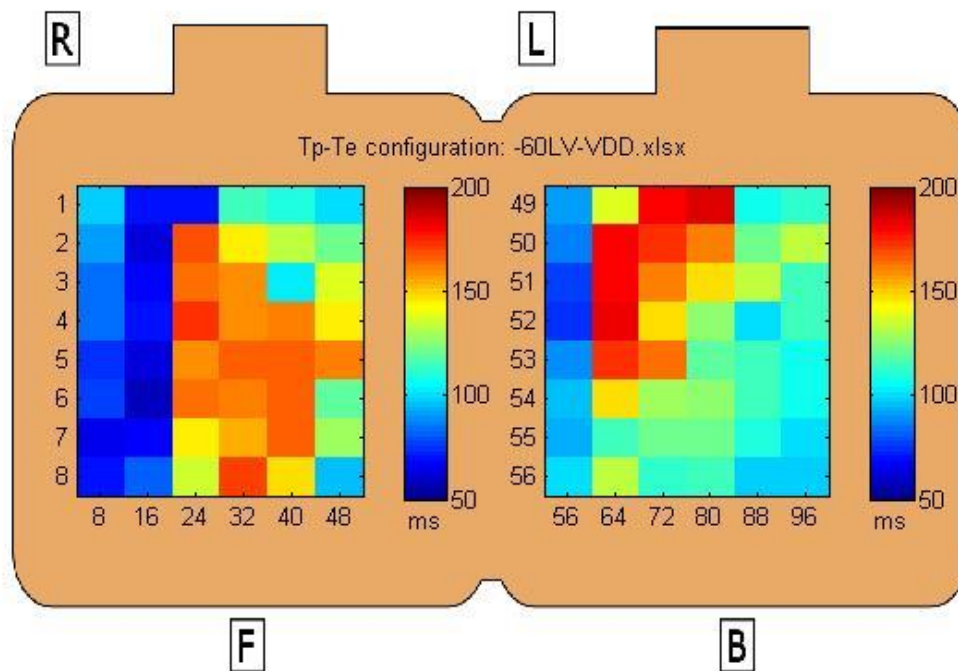 R L
Tp-Te configuration: -60LV-VDD.xlsx
1 200 49 200
2 50
3 150 51 150
4 52
5 53
6 100 54 100
7 55
8 50 56 50
8 16 24 32 40 48 ms 56 64 72 80 88 96 ms
F B